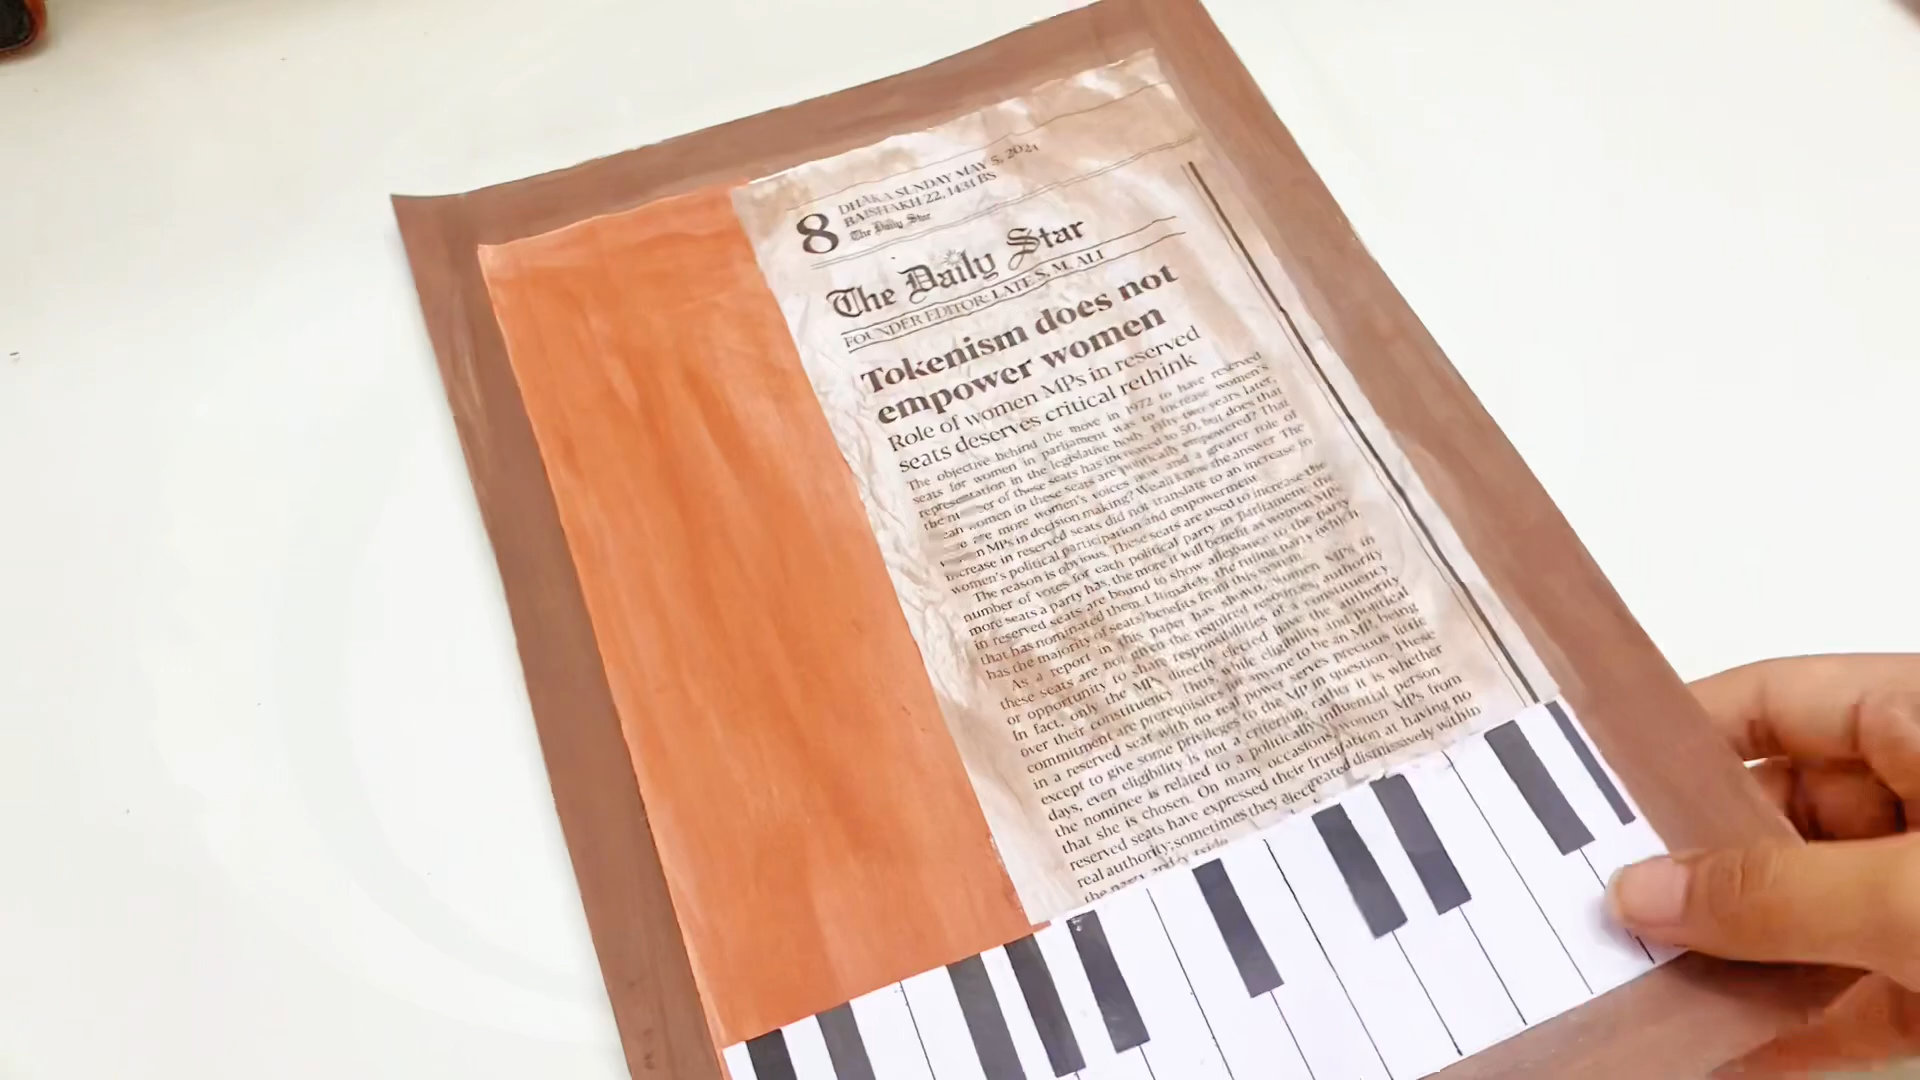 8
DHAKA SUNDAY MAY 5, 2024
BAISHAKH 22, 1431 BS
The Daily Star
The Daily Star
FOUNDER EDITOR: LATE S. M. ALI
Tokenism does not
empower women
Role of women MPs in reserved
seats deserves critical rethink
The objective behind the move in 1972 to have reserved
seats for women in parliament was to increase women's
representation in the legislative body. Fifty-two years later,
the of these seats has increased to 50, but does that
women in these seats are politically empowered? That
more women's voices now and a greater role of
MPs in decision making? We all know the answer. The
increase in reserved seats did not translate to an increase in
women's political participation and empowerment.
The reason is obvious. These seats are used to increase the
number of votes for each political party in parliament; the
more seats a party has, the more it will benefit as women MPs
in reserved seats are bound to show allegiance to the party
that has nominated them. Ultimately, the ruling party (which
has the majority of seats) benefits from this system.
As a report in this paper has shown, women MPs in
these seats are not given the required resources, authority
or opportunity to share responsibilities of a constituency.
In fact, only the MPs directly elected have the authority
over their constituency. Thus, while eligibility and political
commitment are prerequisites for anyone to be an MP, being
in a reserved seat with no real power serves precious little
except to give some privileges to the MP in question. These
days, even eligibility is not a criterion, rather it is whether
the nominee is related to a politically influential person
that she is chosen. On many occasions, women MPs from
reserved seats have expressed their frustration at having no
real authority; sometimes they treated dismissively within
the party